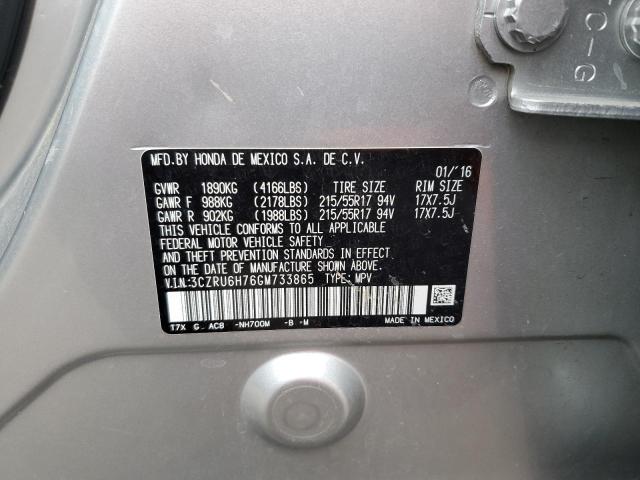 C-G
MFD.BY HONDA DE MEXICO S.A. DE C.V.
01/'16
GVWR 1890KG (4166LBS) TIRE SIZE RIM SIZE
GAWR F 988KG (2178LBS) 215/55R17 94V 17X7.5J
GAWR R 902KG (1988LBS) 215/55R17 94V 17X7.5J
THIS VEHICLE CONFORMS TO ALL APPLICABLE
FEDERAL MOTOR VEHICLE SAFETY
AND THEFT PREVENTION STANDARDS IN EFFECT
ON THE DATE OF MANUFACTURE SHOWN ABOVE.
V.I.N:3CZRU6H76GM733865 TYPE: MPV
T7X G AC8 -NH700M -B -M MADE IN MEXICO